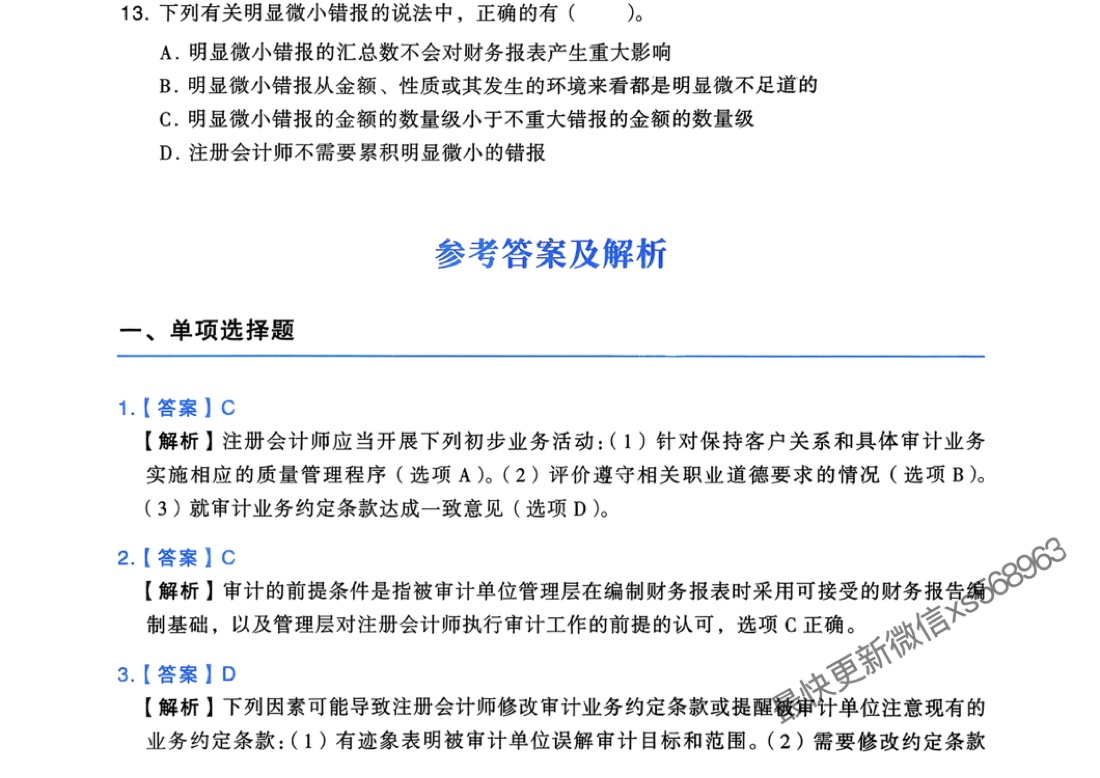 13. 下列有关明显微小错报的说法中，正确的有（　　）。
A. 明显微小错报的汇总数不会对财务报表产生重大影响
B. 明显微小错报从金额、性质或其发生的环境来看都是明显微不足道的
C. 明显微小错报的金额的数量级小于不重大错报的金额的数量级
D. 注册会计师不需要累积明显微小的错报
参考答案及解析
一、单项选择题
1.【答案】C
【解析】注册会计师应当开展下列初步业务活动：（1）针对保持客户关系和具体审计业务
实施相应的质量管理程序（选项 A）。（2）评价遵守相关职业道德要求的情况（选项 B）。
（3）就审计业务约定条款达成一致意见（选项 D）。
2.【答案】C
【解析】审计的前提条件是指被审计单位管理层在编制财务报表时采用可接受的财务报告编
制基础，以及管理层对注册会计师执行审计工作的前提的认可，选项 C 正确。
3.【答案】D
【解析】下列因素可能导致注册会计师修改审计业务约定条款或提醒被审计单位注意现有的
业务约定条款：（1）有迹象表明被审计单位误解审计目标和范围。（2）需要修改约定条款
最快更新微信xs568963